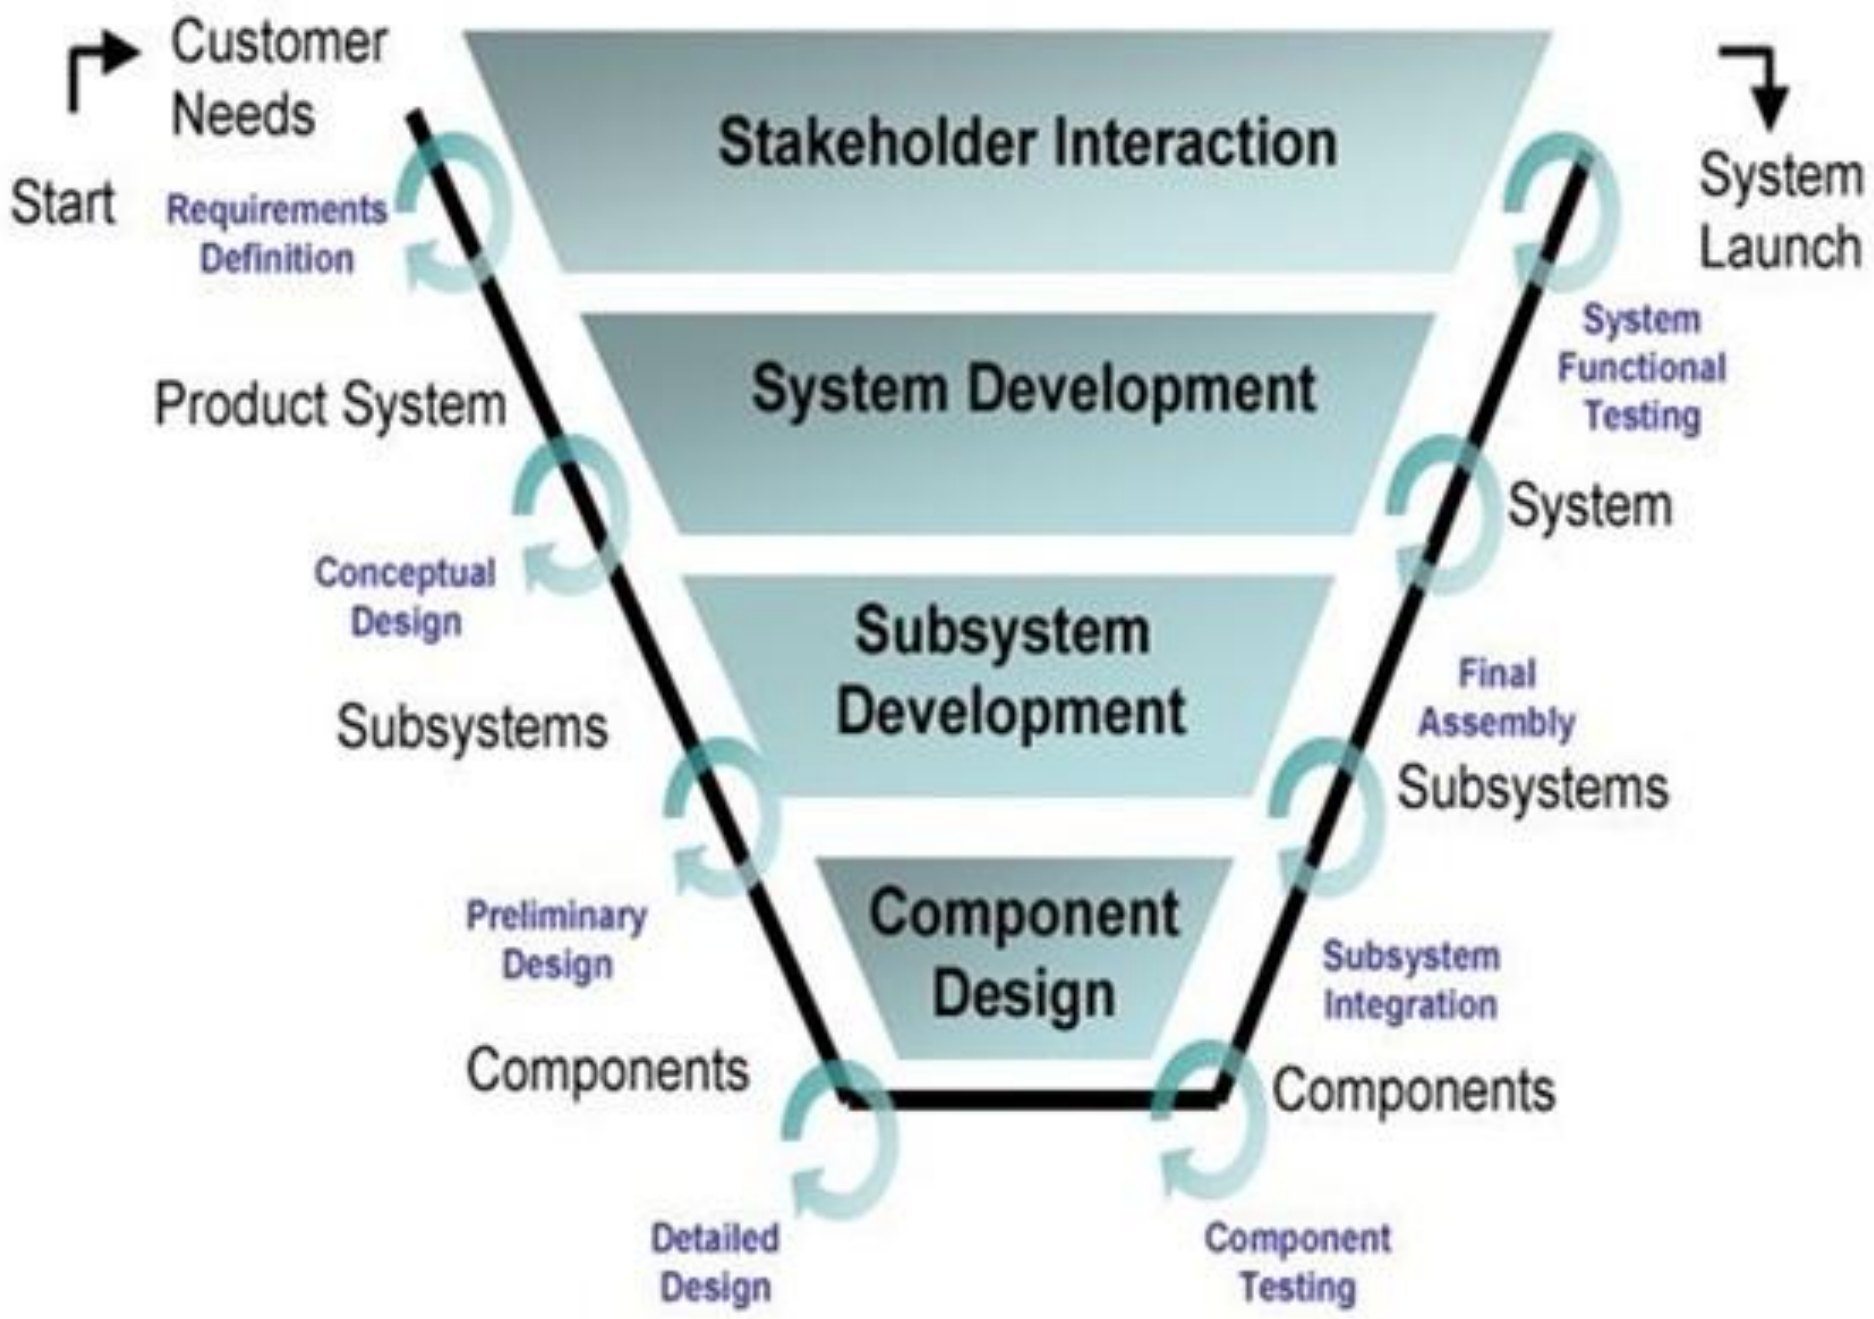 Customer
Needs
Start
Requirements
Definition
Product System
Conceptual
Design
Subsystems
Preliminary
Design
Components
Detailed
Design
Stakeholder Interaction
System Development
Subsystem
Development
Component
Design
System
Launch
System
Functional
Testing
System
Final
Assembly
Subsystems
Subsystem
Integration
Components
Component
Testing